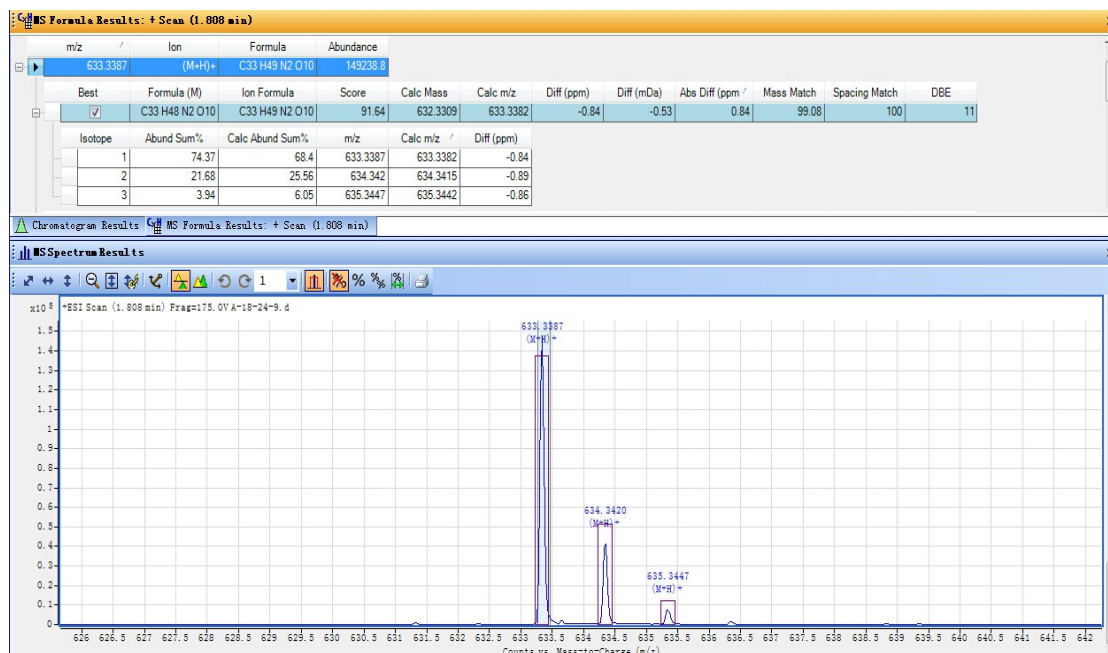 MS Formula Results: + Scan (1.808 min)
m/z Ion Formula Abundance
633.3387 (M+H)+ C33 H49 N2 O10 149238.8
Best Formula (M) Ion Formula Score Calc Mass Calc m/z Diff (ppm) Diff (mDa) Abs Diff (ppm Mass Match Spacing Match DBE
C33 H48 N2 O10 C33 H49 N2 O10 91.64 632.3309 633.3382 -0.84 -0.53 0.84 99.08 100 11
Isotope Abund Sum% Calc Abund Sum% m/z Calc m/z Diff (ppm)
1 74.37 68.4 633.3387 633.3382 -0.84
2 21.68 25.56 634.342 634.3415 -0.89
3 3.94 6.05 635.3447 635.3442 -0.86
Chromatogram Results MS Formula Results: + Scan (1.808 min)
MS Spectrum Results
1
x10 5 +ESI Scan (1.808 min) Frag=175.0V A-18-24-9.d
1.5
1.4
1.3
1.2
1.1
1
0.9
0.8
0.7
0.6
0.5
0.4
0.3
0.2
0.1
0
633.3387
(M+H)+
634.3420
(M+H)+
635.3447
(M+H)+
626 626.5 627 627.5 628 628.5 629 629.5 630 630.5 631 631.5 632 632.5 633 633.5 634 634.5 635 635.5 636 636.5 637 637.5 638 638.5 639 639.5 640 640.5 641 641.5 642
Counts vs. Mass-to-Charge (m/z)